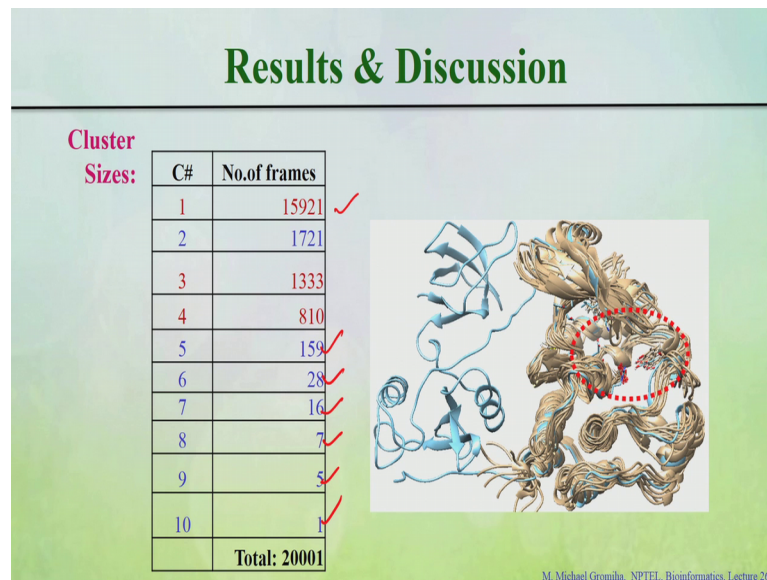 Results & Discussion
Cluster
Sizes:
C# No.of frames
1 15921
2 1721
3 1333
4 810
5 159
6 28
7 16
8 7
9 5
10 1
Total: 20001
M. Michael Gromiha, NPTEL, Bioinformatics, Lecture